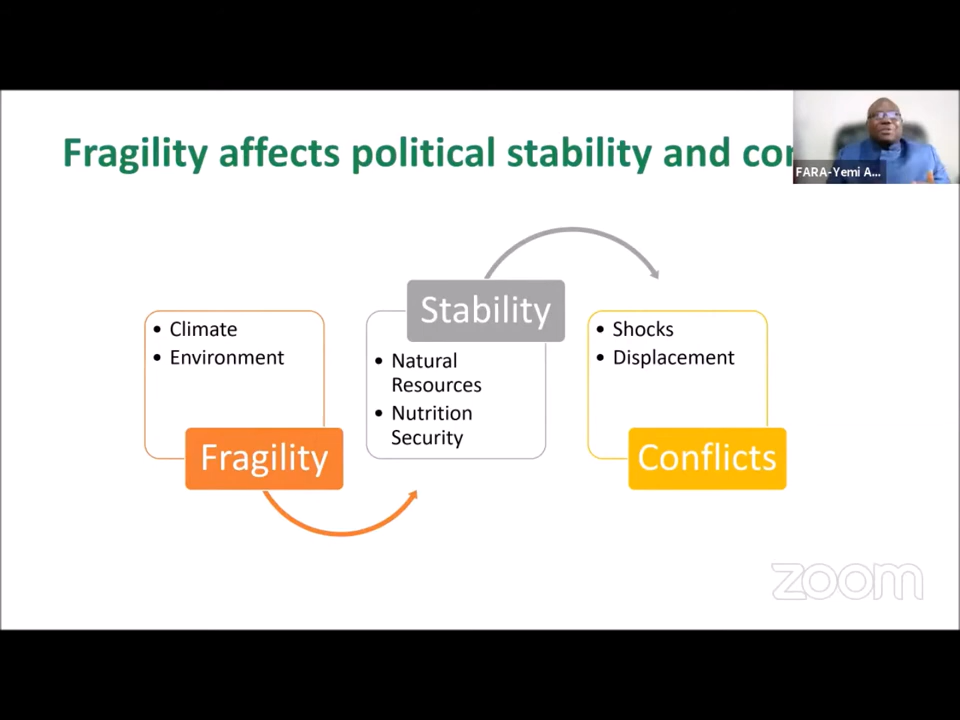 Fragility affects political stability and
FARA-Yemi A...
Stability
• Climate
• Environment
• Natural
Resources
• Nutrition
Security
• Shocks
• Displacement
Fragility
Conflicts
zoom